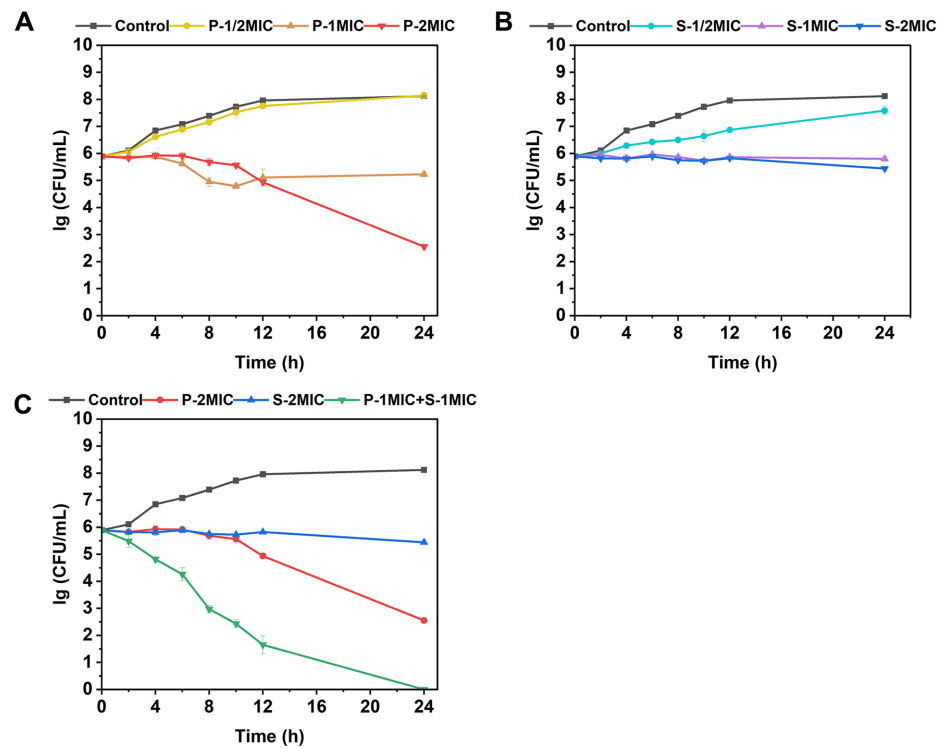 A
Control P-1/2MIC P-1MIC P-2MIC
10
9
8
7
6
5
4
3
2
1
0
lg (CFU/mL)
0 4 8 12 16 20 24
Time (h)
B
Control S-1/2MIC S-1MIC S-2MIC
10
9
8
7
6
5
4
3
2
1
0
lg (CFU/mL)
0 4 8 12 16 20 24
Time (h)
C
Control P-2MIC S-2MIC P-1MIC+S-1MIC
10
9
8
7
6
5
4
3
2
1
0
lg (CFU/mL)
0 4 8 12 16 20 24
Time (h)